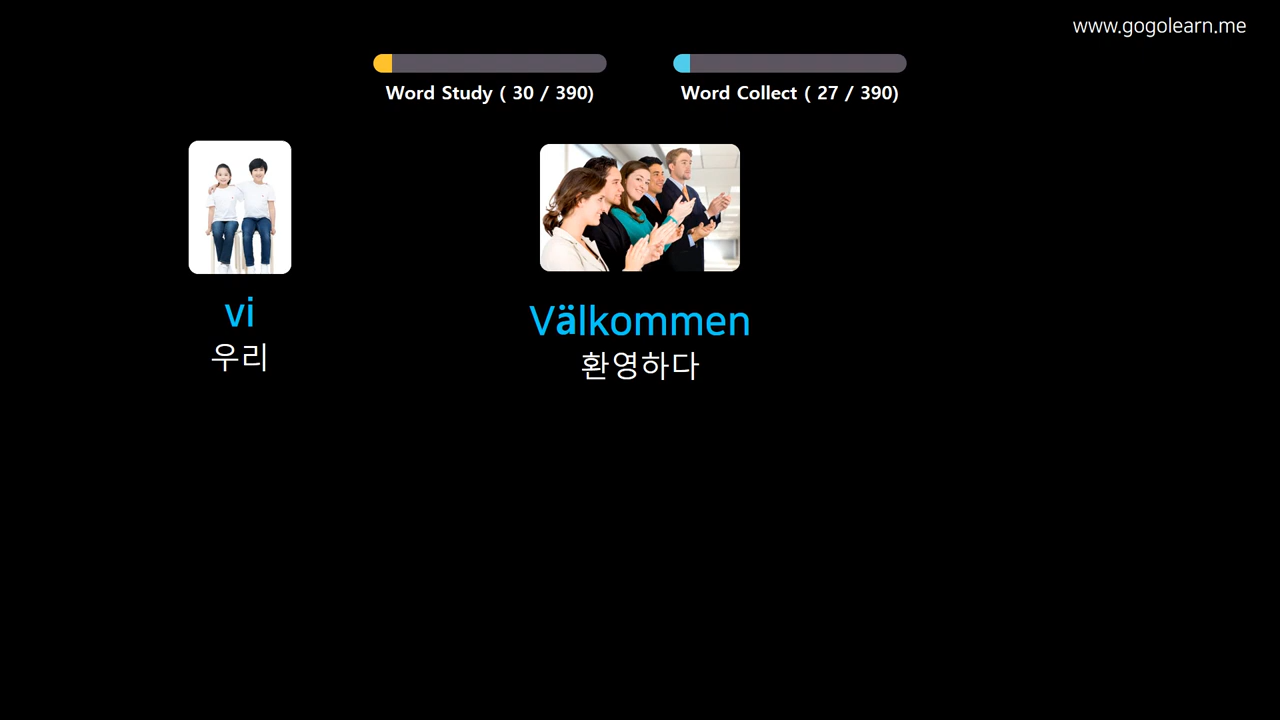 www.gogolearn.me
Word Study ( 30 / 390)
Word Collect ( 27 / 390)
vi
우리
Välkommen
환영하다